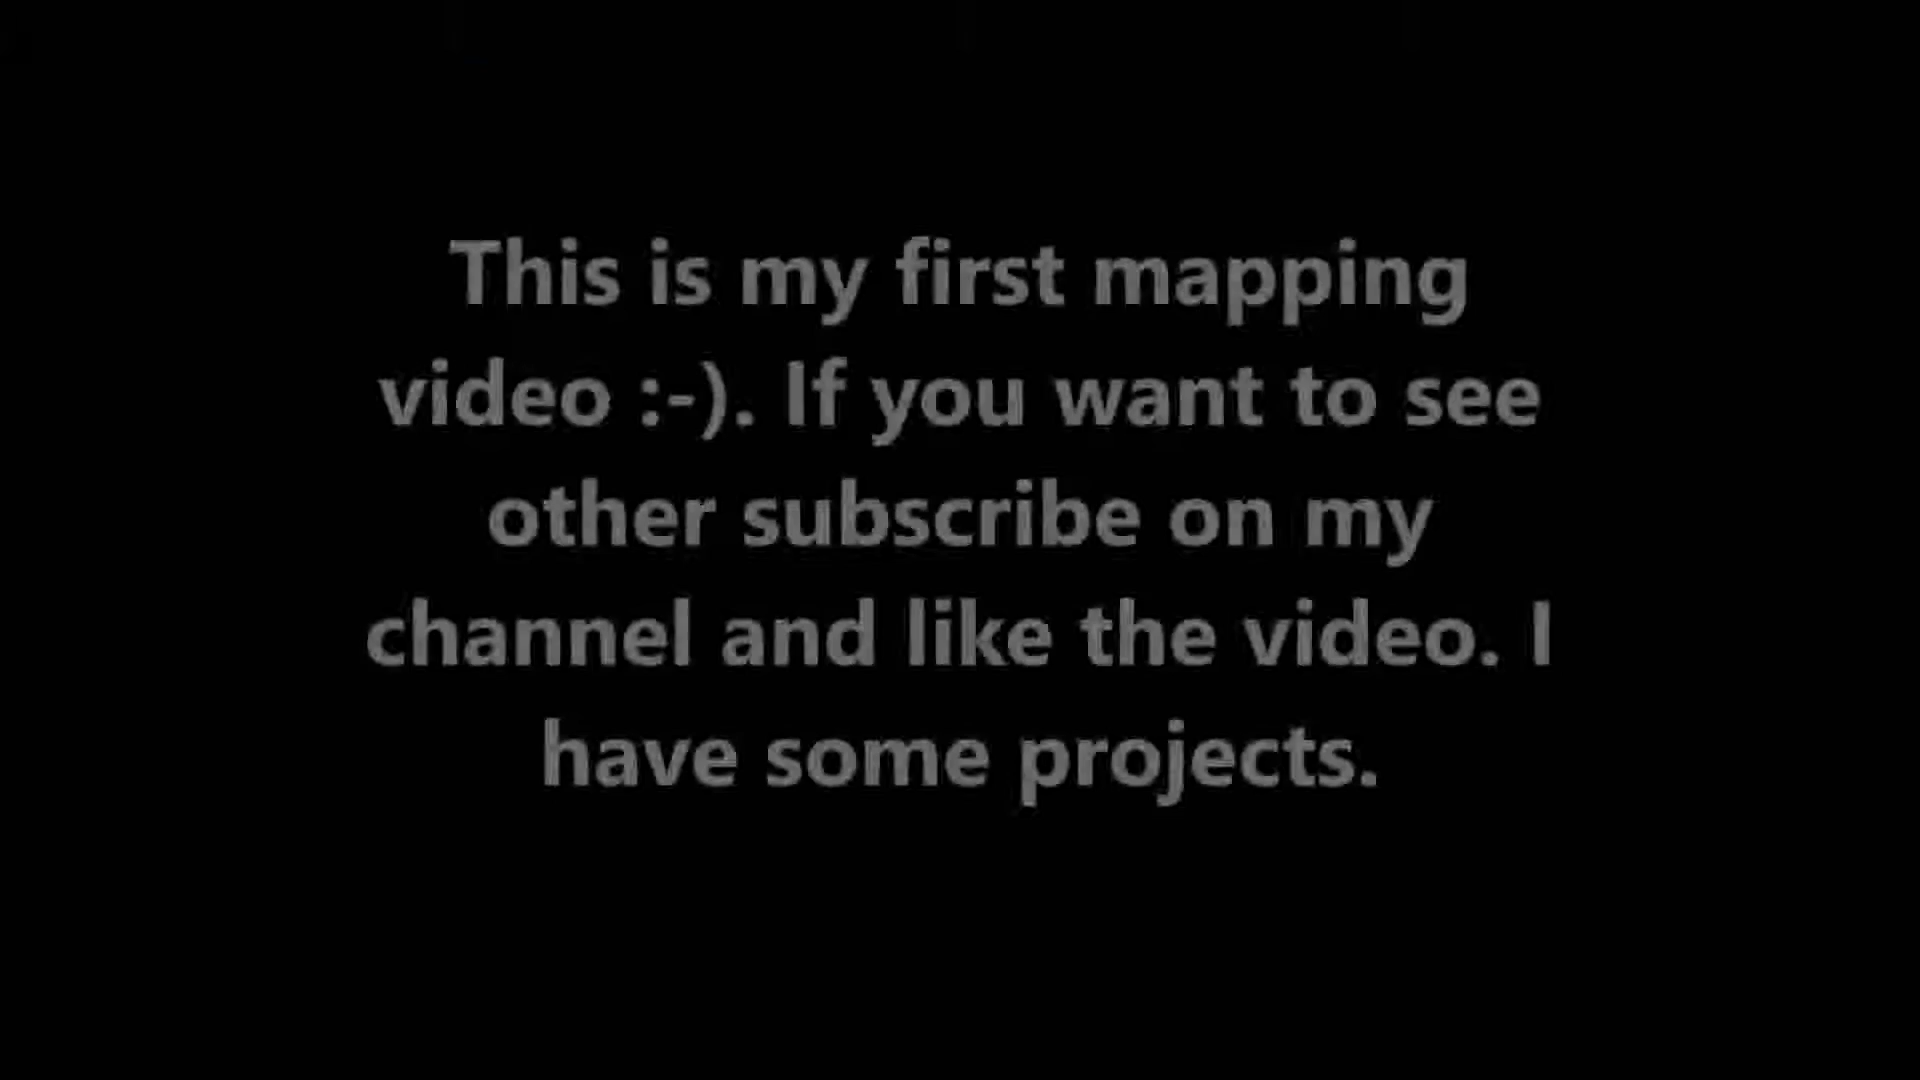 This is my first mapping
video :-). If you want to see
other subscribe on my
channel and like the video. I
have some projects.